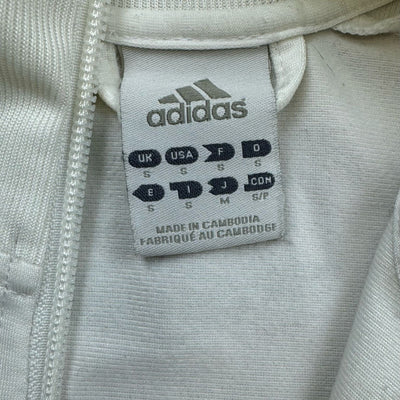 adidas
UK USA F D
S S S S
E I J CDN
S S M S/P
MADE IN CAMBODIA
FABRIQUÉ AU CAMBODGE